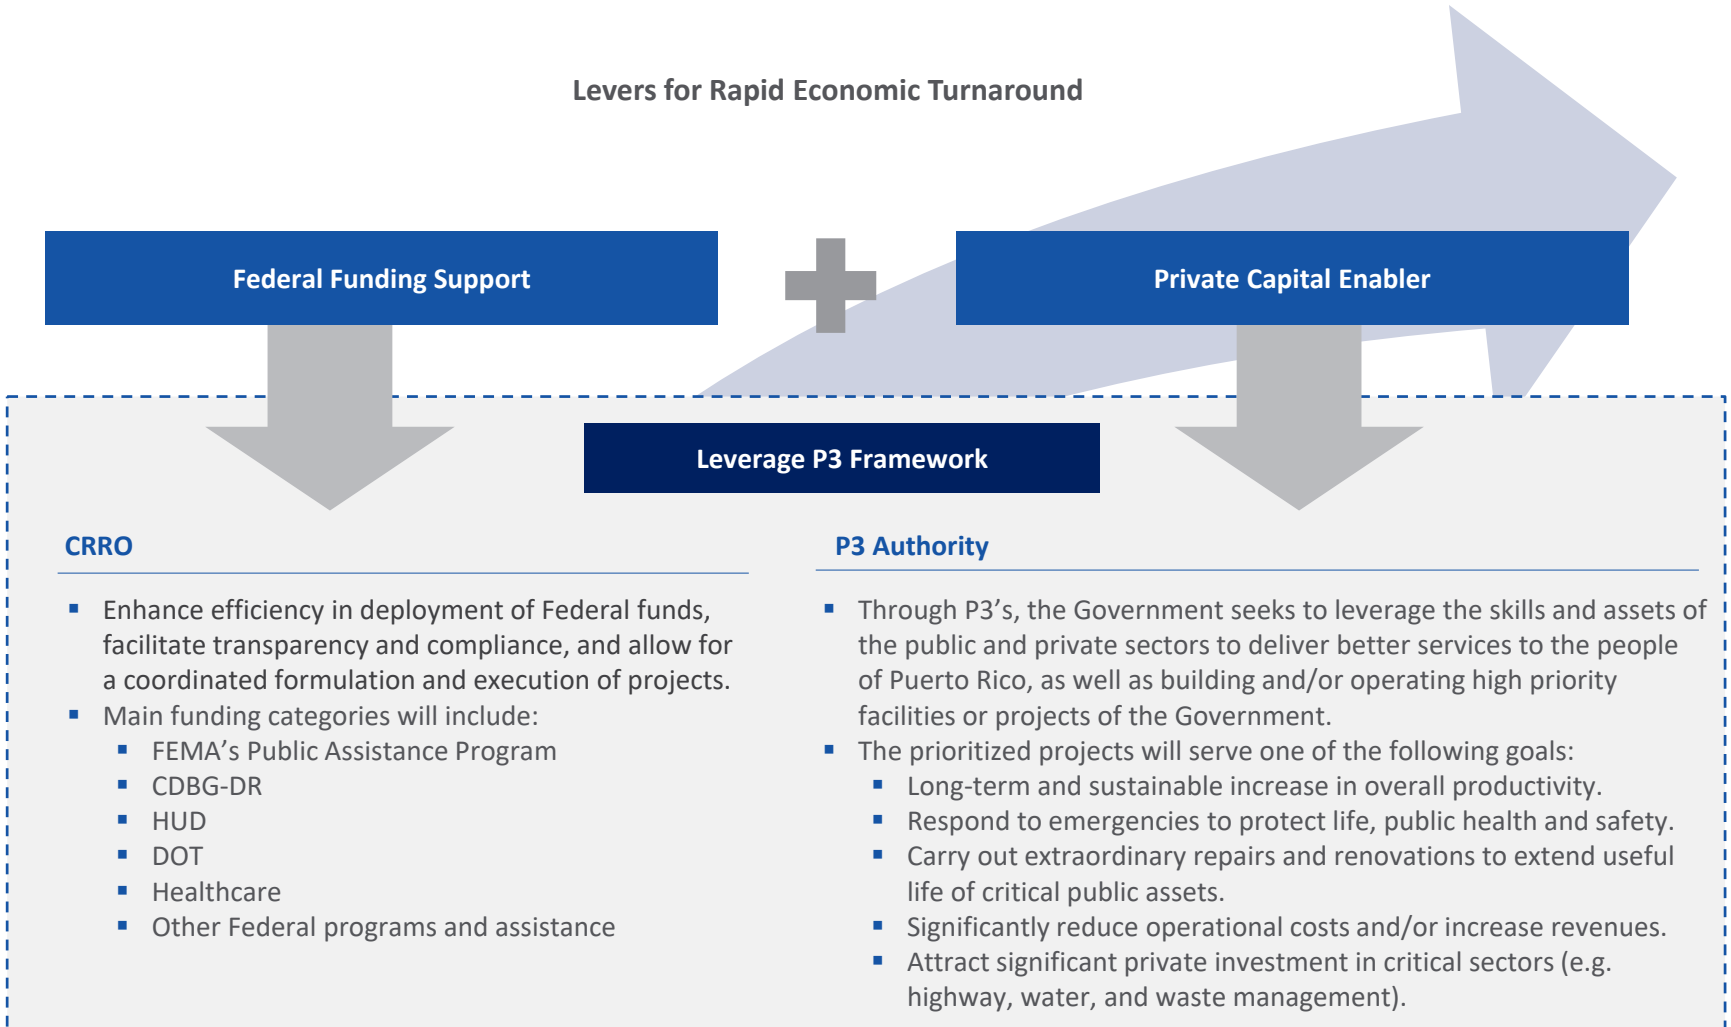 Levers for Rapid Economic Turnaround
Federal Funding Support
Private Capital Enabler
Leverage P3 Framework
CRRO
▪ Enhance efficiency in deployment of Federal funds,
facilitate transparency and compliance, and allow for
a coordinated formulation and execution of projects.
▪ Main funding categories will include:
▪ FEMA’s Public Assistance Program
▪ CDBG-DR
▪ HUD
▪ DOT
▪ Healthcare
▪ Other Federal programs and assistance
P3 Authority
▪ Through P3’s, the Government seeks to leverage the skills and assets of
the public and private sectors to deliver better services to the people
of Puerto Rico, as well as building and/or operating high priority
facilities or projects of the Government.
▪ The prioritized projects will serve one of the following goals:
▪ Long-term and sustainable increase in overall productivity.
▪ Respond to emergencies to protect life, public health and safety.
▪ Carry out extraordinary repairs and renovations to extend useful
life of critical public assets.
▪ Significantly reduce operational costs and/or increase revenues.
▪ Attract significant private investment in critical sectors (e.g.
highway, water, and waste management).